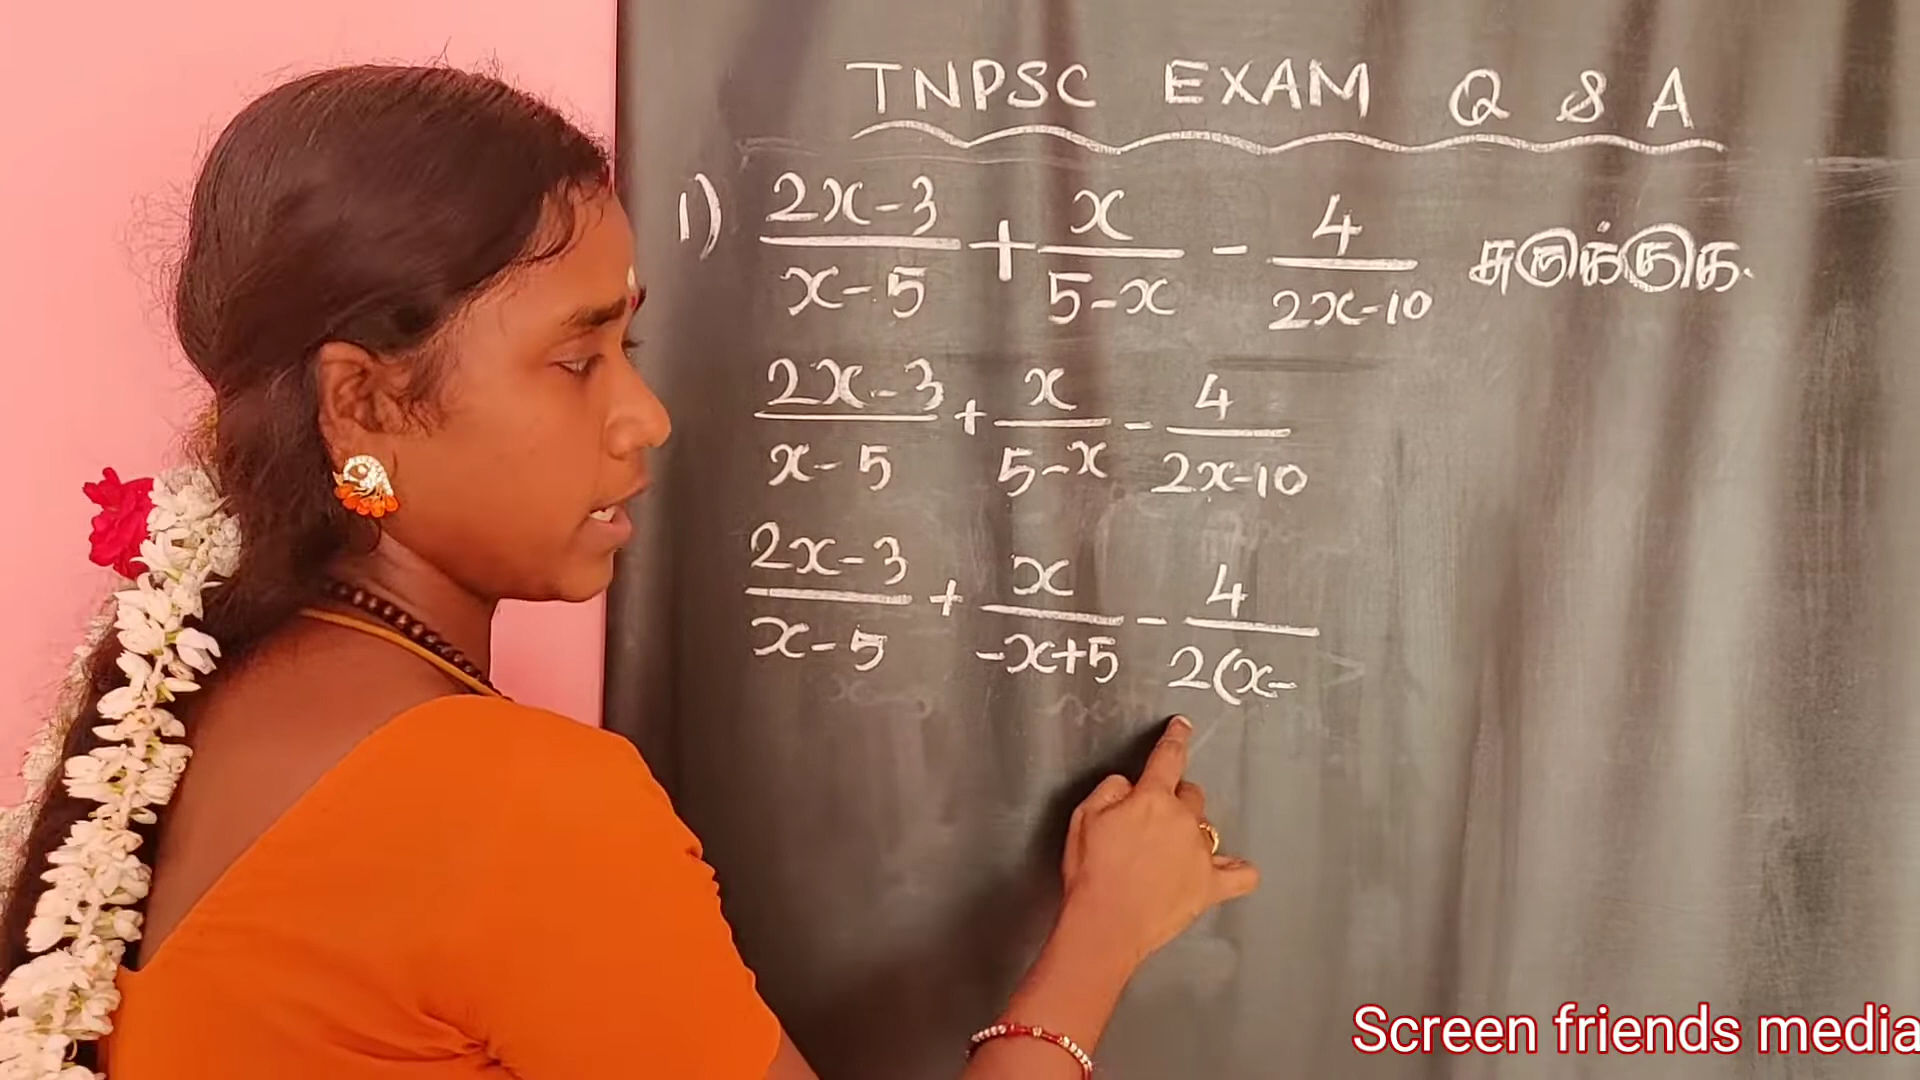 TNPSC EXAM Q & A
1) (2x-3)/(x-5) + x/(5-x) - 4/(2x-10) சுருக்குக.
(2x-3)/(x-5) + x/(5-x) - 4/(2x-10)
(2x-3)/(x-5) + x/(-x+5) - 4/(2(x-
Screen friends media